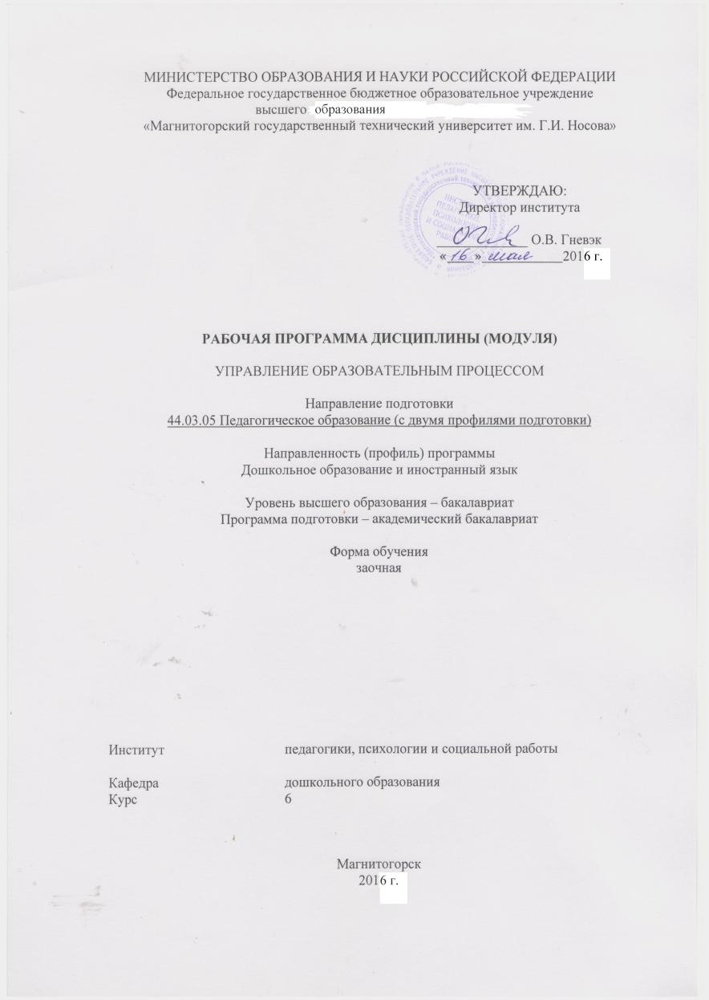 МИНИСТЕРСТВО ОБРАЗОВАНИЯ И НАУКИ РОССИЙСКОЙ ФЕДЕРАЦИИ
Федеральное государственное бюджетное образовательное учреждение
высшего образования
«Магнитогорский государственный технический университет им. Г.И. Носова»
УТВЕРЖДАЮ:
Директор института
О.В. Гневэк
«16» мая 2016 г.
РАБОЧАЯ ПРОГРАММА ДИСЦИПЛИНЫ (МОДУЛЯ)
УПРАВЛЕНИЕ ОБРАЗОВАТЕЛЬНЫМ ПРОЦЕССОМ
Направление подготовки
44.03.05 Педагогическое образование (с двумя профилями подготовки)
Направленность (профиль) программы
Дошкольное образование и иностранный язык
Уровень высшего образования – бакалавриат
Программа подготовки – академический бакалавриат
Форма обучения
заочная
Институт педагогики, психологии и социальной работы
Кафедра дошкольного образования
Курс 6
Магнитогорск
2016 г.